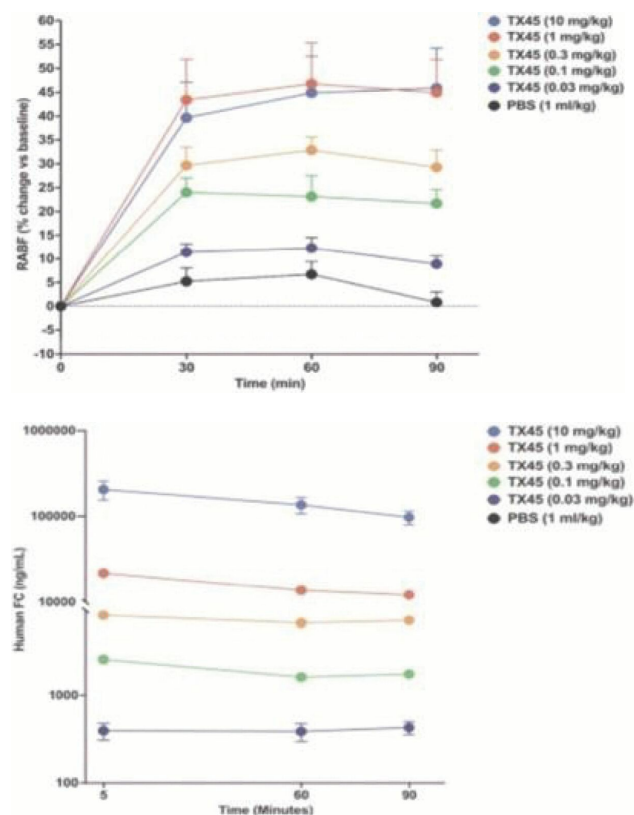 60
55
50
45
40
35
30
25
20
15
10
5
0
-5
-10
RABF (% change vs baseline)
0
30
60
90
Time (min)
TX45 (10 mg/kg)
TX45 (1 mg/kg)
TX45 (0.3 mg/kg)
TX45 (0.1 mg/kg)
TX45 (0.03 mg/kg)
PBS (1 ml/kg)
1000000
100000
10000
1000
100
Human FC (ng/mL)
5
60
90
Time (Minutes)
TX45 (10 mg/kg)
TX45 (1 mg/kg)
TX45 (0.3 mg/kg)
TX45 (0.1 mg/kg)
TX45 (0.03 mg/kg)
PBS (1 ml/kg)